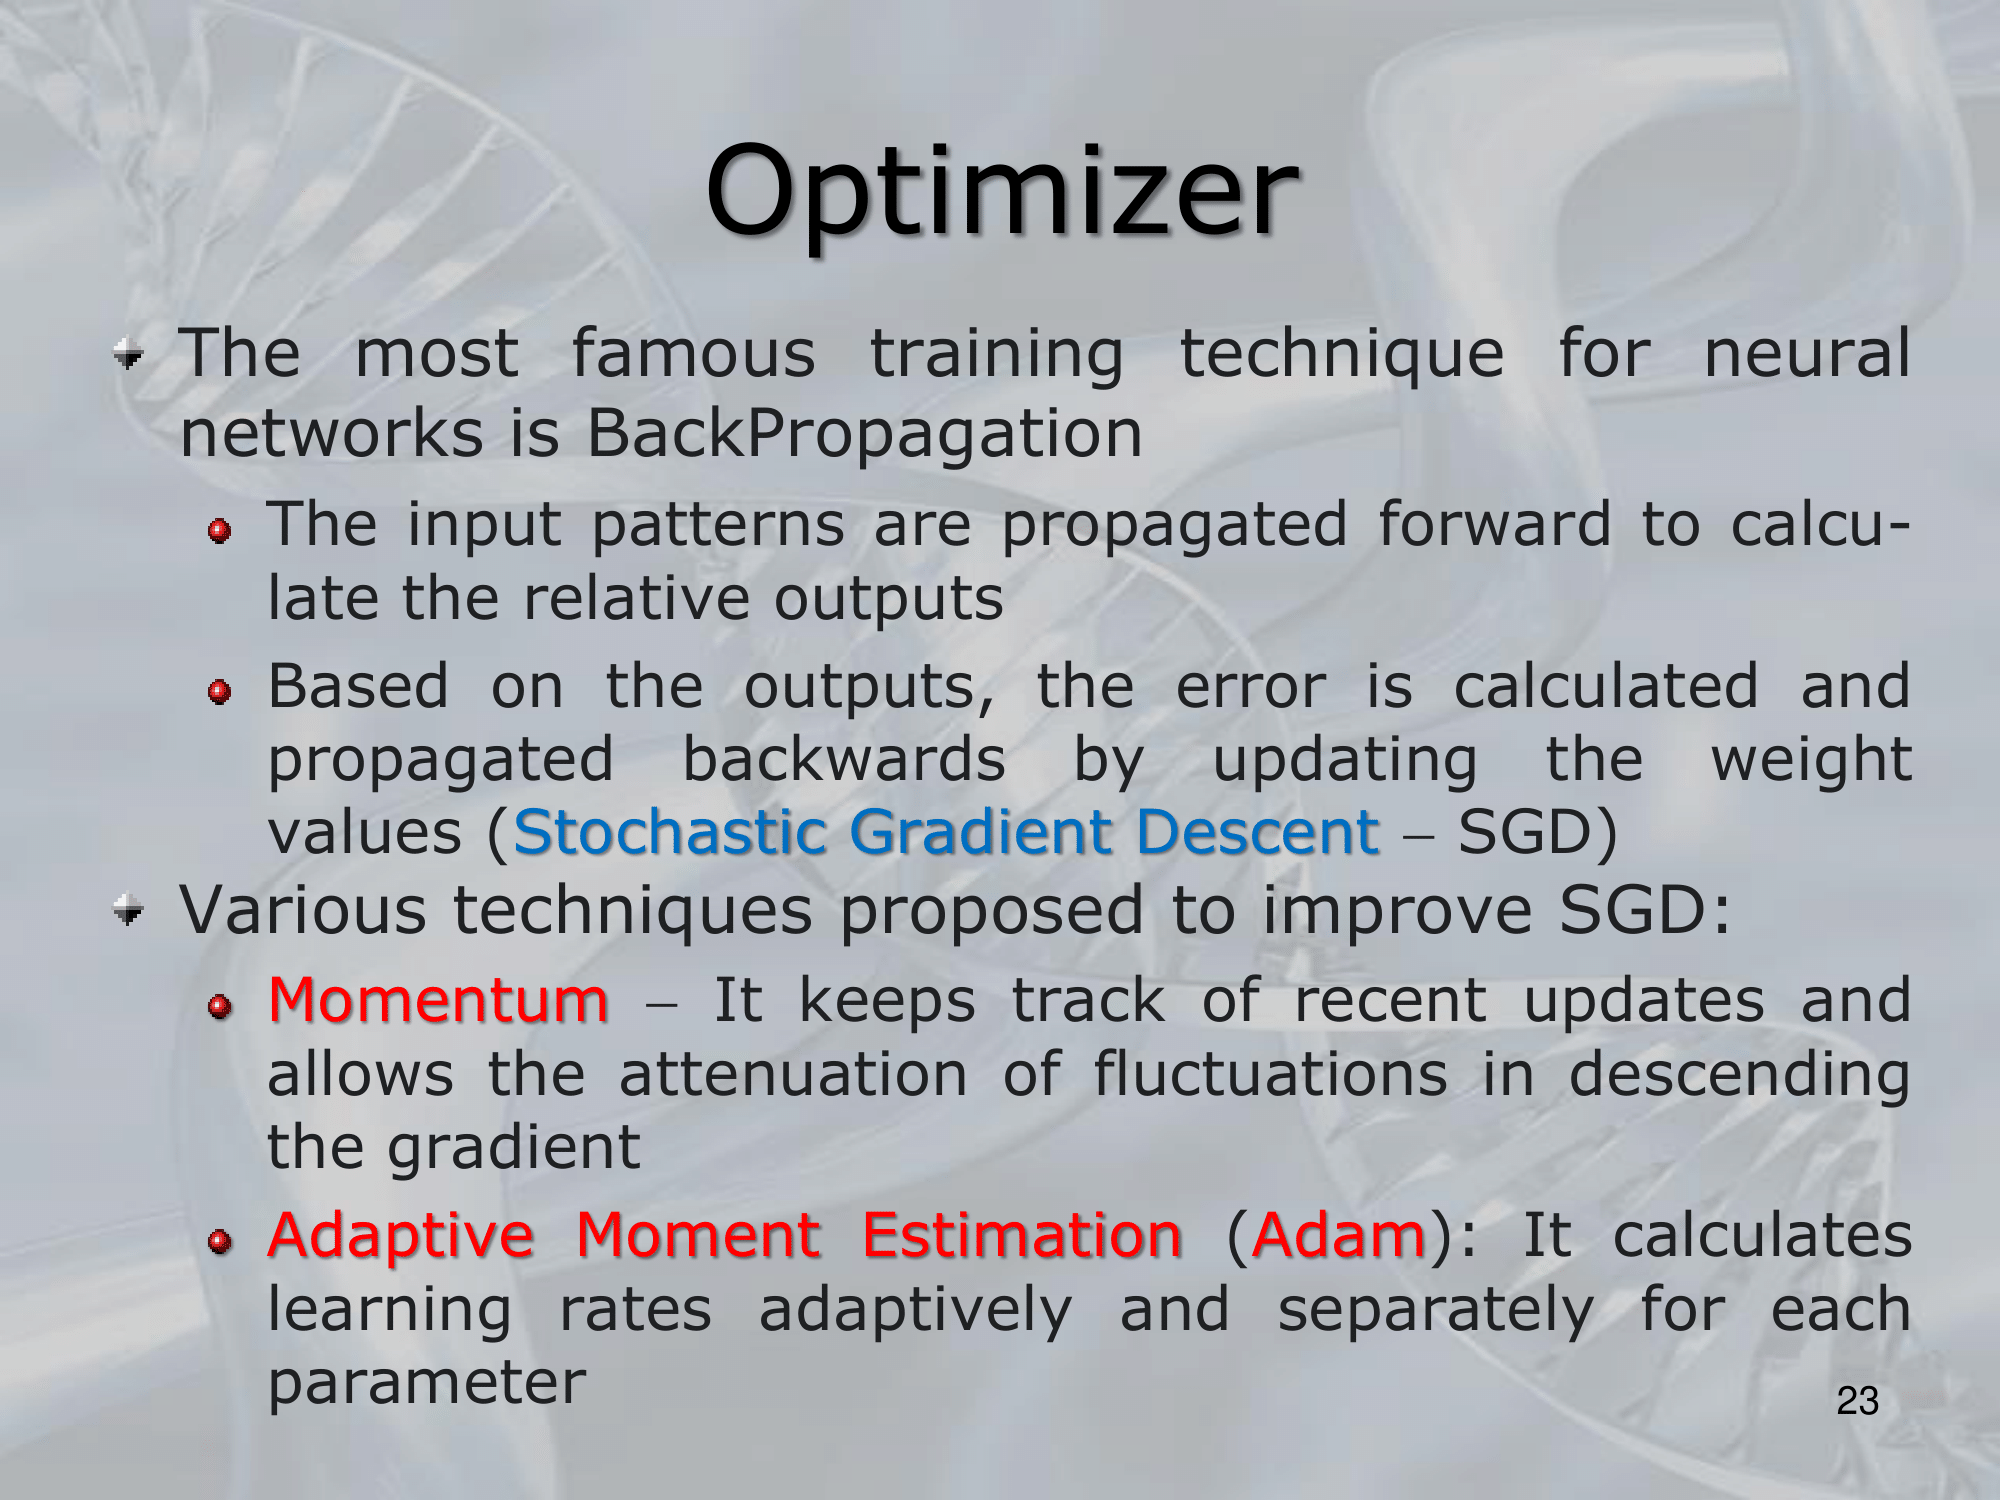 Optimizer
The most famous training technique for neural
networks is BackPropagation
The input patterns are propagated forward to calcu-
late the relative outputs
Based on the outputs, the error is calculated and
propagated backwards by updating the weight
values (Stochastic Gradient Descent – SGD)
Various techniques proposed to improve SGD:
Momentum – It keeps track of recent updates and
allows the attenuation of fluctuations in descending
the gradient
Adaptive Moment Estimation (Adam): It calculates
learning rates adaptively and separately for each
parameter
23